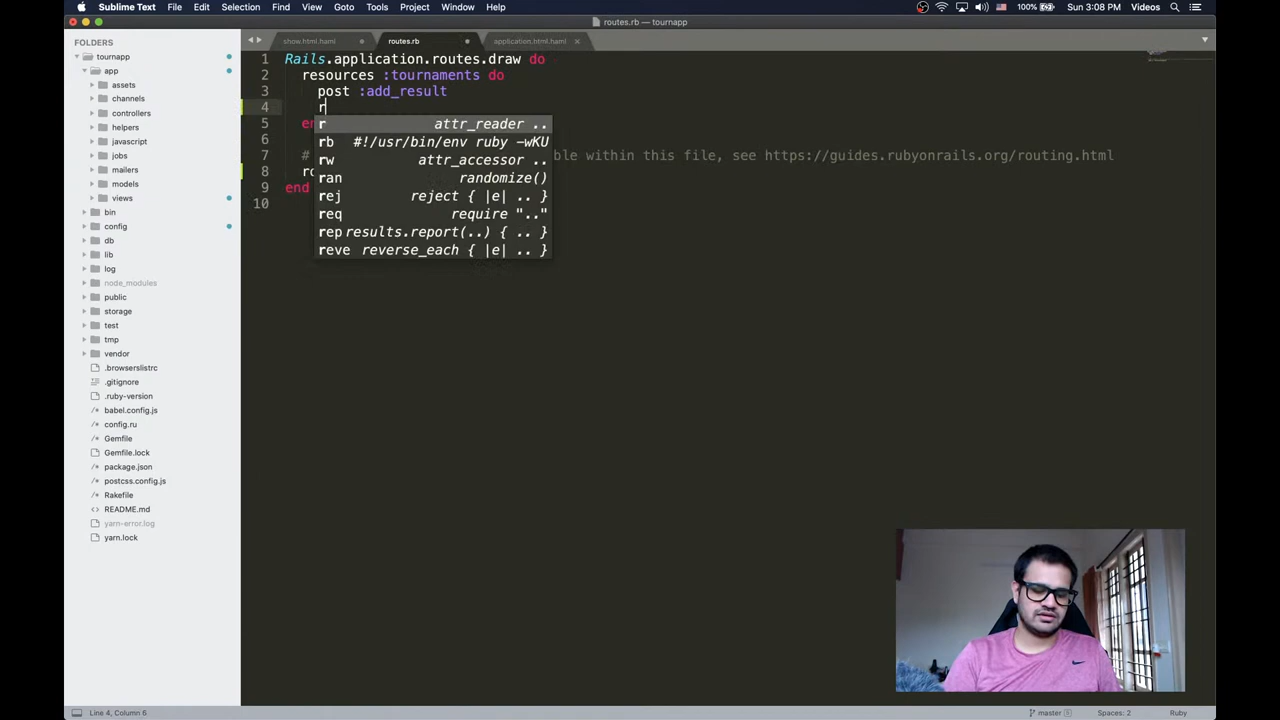 Sublime Text File Edit Selection Find View Goto Tools Project Window Help 100% Sun 3:08 PM Videos
routes.rb — tournapp
FOLDERS
tournapp
app
assets
channels
controllers
helpers
javascript
jobs
mailers
models
views
bin
config
db
lib
log
node_modules
public
storage
test
tmp
vendor
.browserslistrc
.gitignore
.ruby-version
babel.config.js
config.ru
Gemfile
Gemfile.lock
package.json
postcss.config.js
Rakefile
README.md
yarn-error.log
yarn.lock
show.html.haml routes.rb application.html.haml
1 Rails.application.routes.draw do
2 resources :tournaments do
3 post :add_result
4 r
5 en
6
7 # ble within this file, see https://guides.rubyonrails.org/routing.html
8 ro
9 end
10
r attr_reader ..
rb #!/usr/bin/env ruby -wKU
rw attr_accessor ..
ran randomize()
rej reject { |e| .. }
req require ".."
rep results.report(..) { .. }
reve reverse_each { |e| .. }
Line 4, Column 6 master Spaces: 2 Ruby